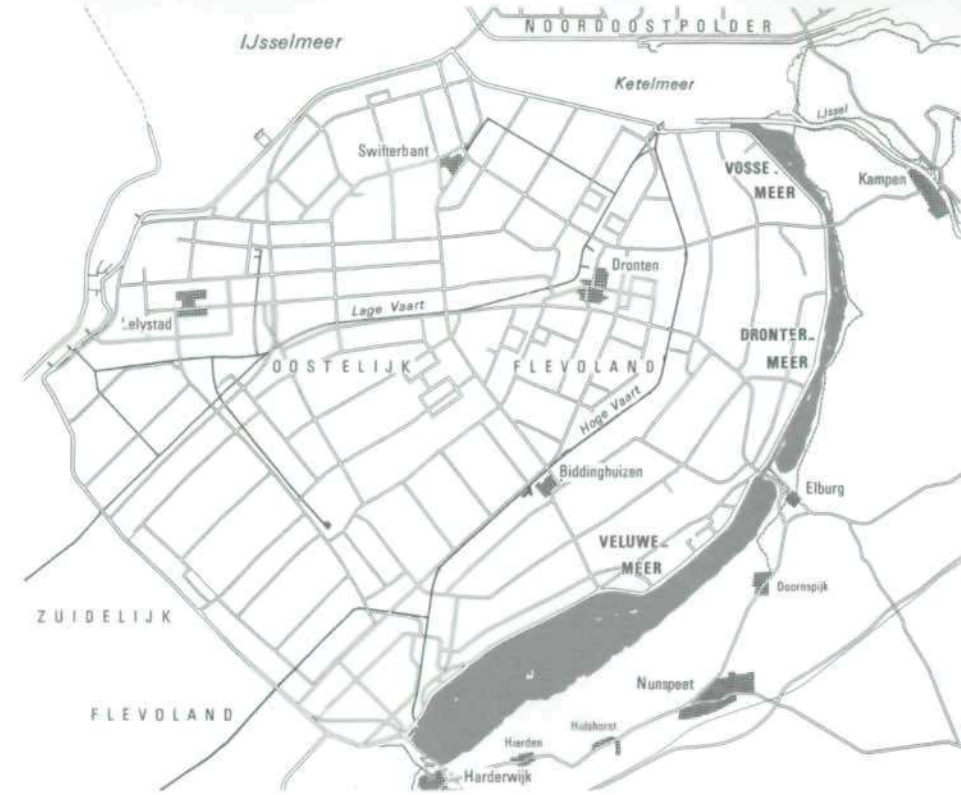 NOORDOOSTPOLDER
IJsselmeer
Ketelmeer
IJssel
Swifterbant
VOSSE-
MEER
Kampen
Dronten
Lage Vaart
Lelystad
DRONTER-
MEER
OOSTELIJK FLEVOLAND
Hoge Vaart
Biddinghuizen
Elburg
VELUWE-
MEER
Doornspijk
ZUIDELIJK
Nunspeet
FLEVOLAND
Hulshorst
Hierden
Harderwijk